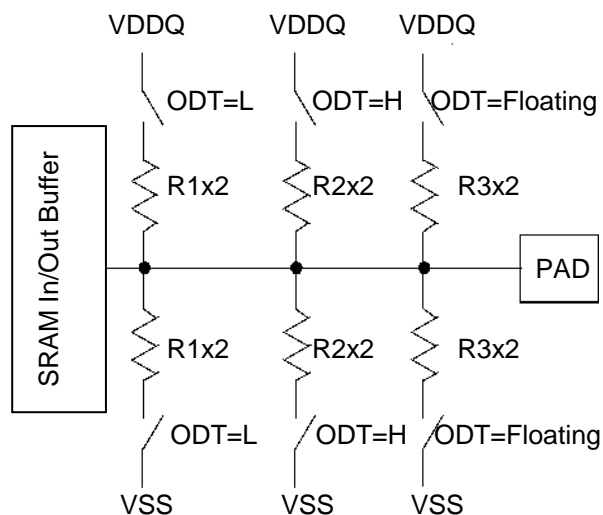 VDDQ VDDQ VDDQ
ODT=L ODT=H ODT=Floating
R1x2 R2x2 R3x2
SRAM In/Out Buffer
PAD
R1x2 R2x2 R3x2
ODT=L ODT=H ODT=Floating
VSS VSS VSS